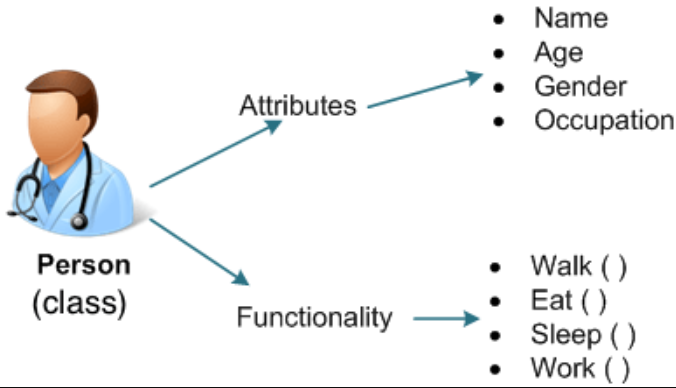 Person
(class)
Attributes
• Name
• Age
• Gender
• Occupation
Functionality
• Walk ( )
• Eat ( )
• Sleep ( )
• Work ( )